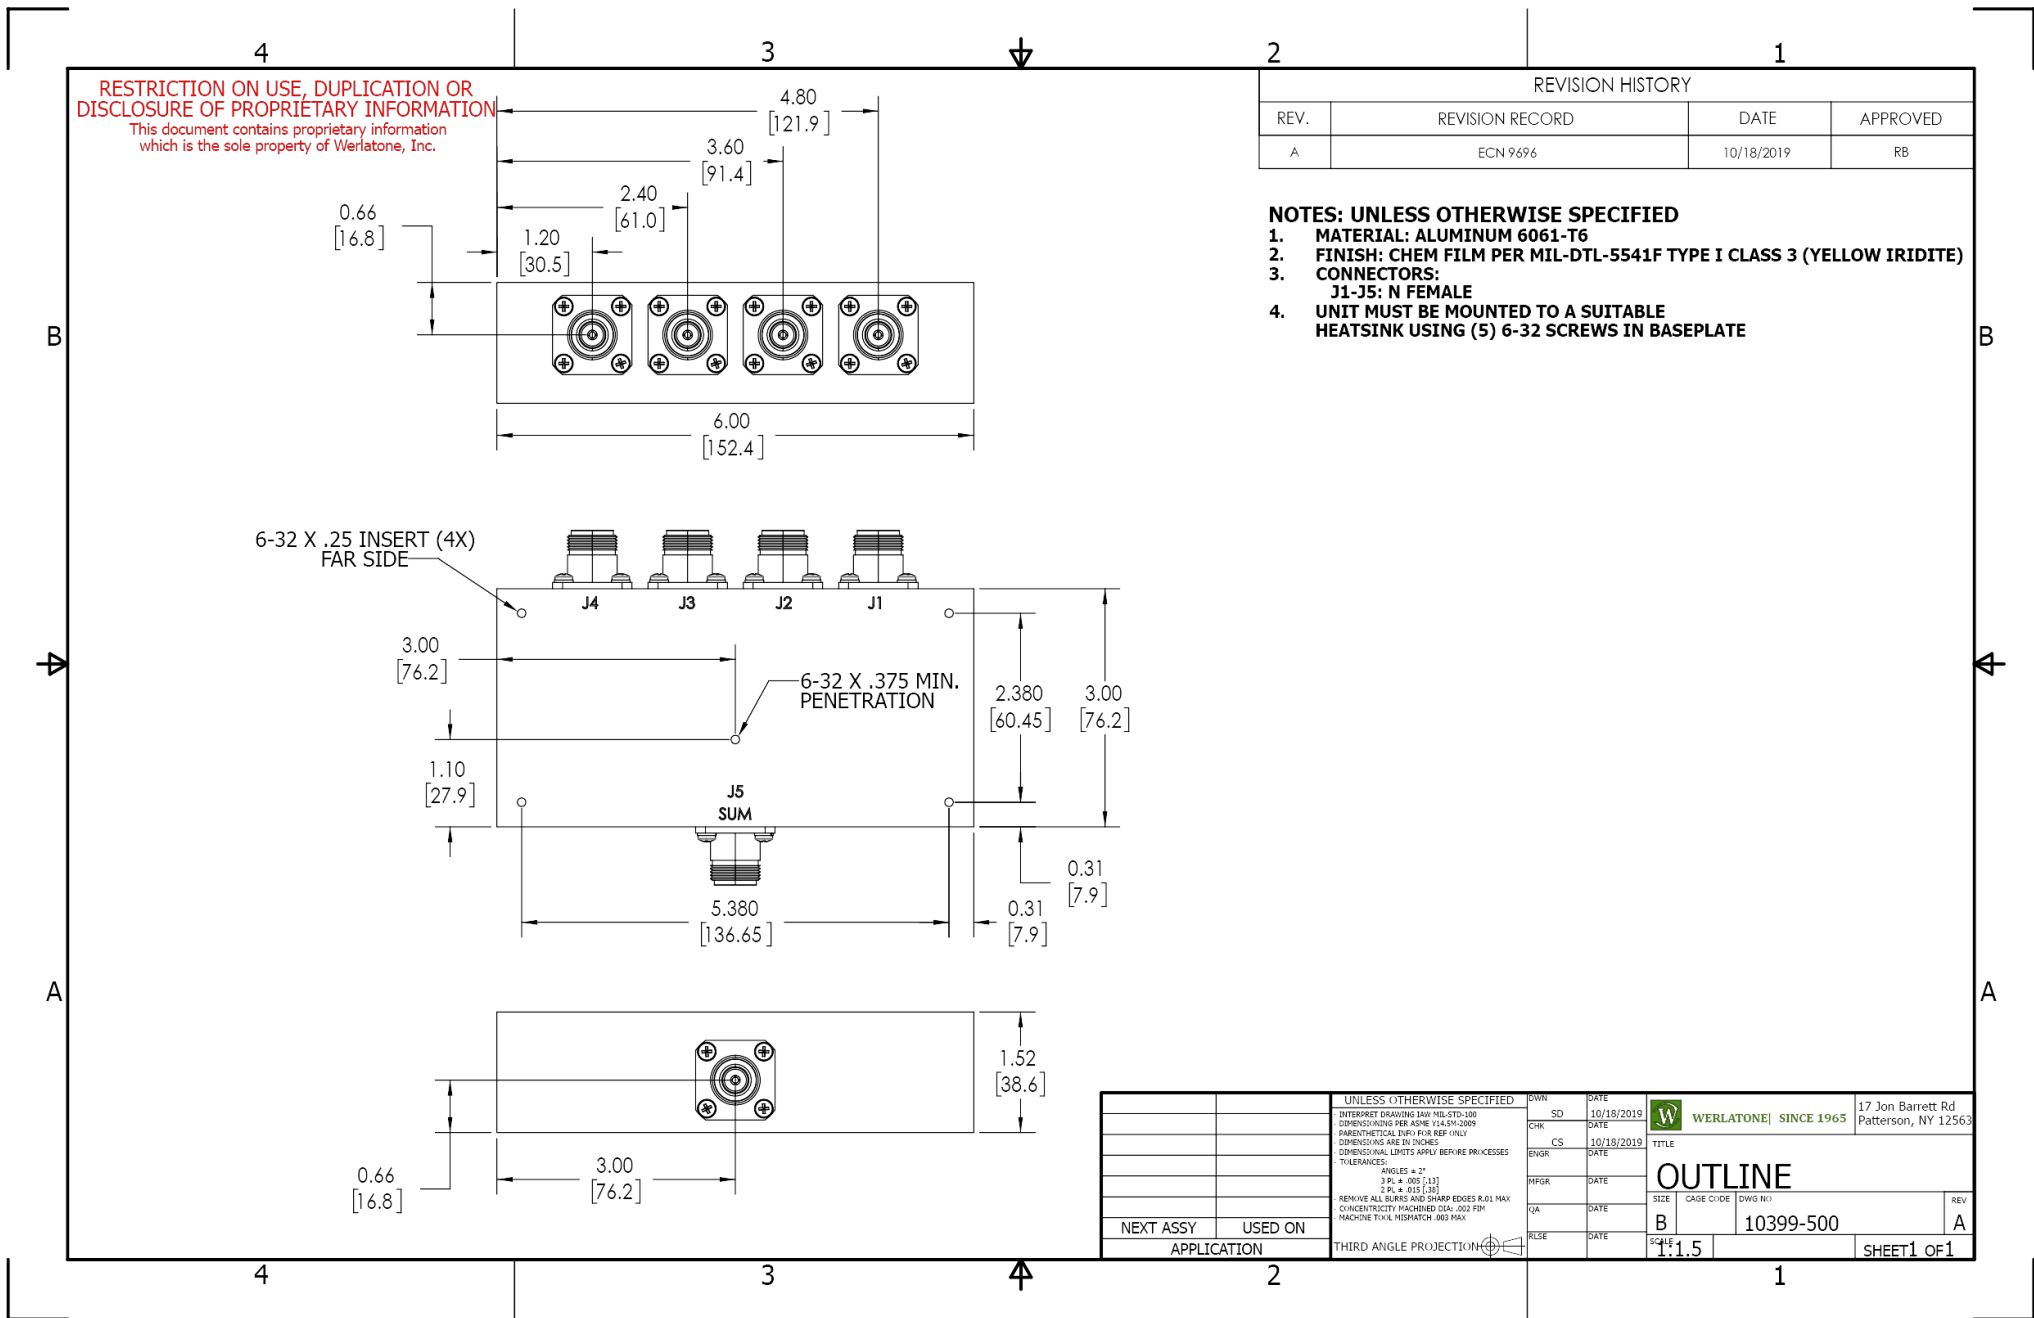 4
3
2
1
RESTRICTION ON USE, DUPLICATION OR
DISCLOSURE OF PROPRIETARY INFORMATION
This document contains proprietary information
which is the sole property of Werlatone, Inc.
REVISION HISTORY
REV.
REVISION RECORD
DATE
APPROVED
A
ECN 9696
10/18/2019
RB
NOTES: UNLESS OTHERWISE SPECIFIED
1. MATERIAL: ALUMINUM 6061-T6
2. FINISH: CHEM FILM PER MIL-DTL-5541F TYPE I CLASS 3 (YELLOW IRIDITE)
3. CONNECTORS:
J1-J5: N FEMALE
4. UNIT MUST BE MOUNTED TO A SUITABLE
HEATSINK USING (5) 6-32 SCREWS IN BASEPLATE
4.80
[121.9]
3.60
[91.4]
2.40
[61.0]
1.20
[30.5]
0.66
[16.8]
B
B
6.00
[152.4]
6-32 X .25 INSERT (4X)
FAR SIDE
J4
J3
J2
J1
3.00
[76.2]
6-32 X .375 MIN.
PENETRATION
2.380
[60.45]
3.00
[76.2]
1.10
[27.9]
J5
SUM
0.31
[7.9]
5.380
[136.65]
0.31
[7.9]
A
A
1.52
[38.6]
0.66
[16.8]
3.00
[76.2]
NEXT ASSY
USED ON
APPLICATION
UNLESS OTHERWISE SPECIFIED
- INTERPRET DRAWING IAW MIL-STD-100
- DIMENSIONING PER ASME Y14.5M-2009
- PARENTHETICAL INFO FOR REF ONLY
- DIMENSIONS ARE IN INCHES
- DIMENSIONAL LIMITS APPLY BEFORE PROCESSES
- TOLERANCES:
ANGLES ± 2°
3 PL ± .005 [.13]
2 PL ± .015 [.38]
- REMOVE ALL BURRS AND SHARP EDGES R.01 MAX
- CONCENTRICITY MACHINED DIA: .002 FIM
- MACHINE TOOL MISMATCH .003 MAX
THIRD ANGLE PROJECTION
DWN
SD
DATE
10/18/2019
CHK
CS
DATE
10/18/2019
ENGR
DATE
MFGR
DATE
QA
DATE
RLSE
DATE
W
WERLATONE| SINCE 1965
17 Jon Barrett Rd
Patterson, NY 12563
TITLE
OUTLINE
SIZE
B
CAGE CODE
DWG NO
10399-500
REV
A
SCALE
1:1.5
SHEET1 OF1
4
3
2
1